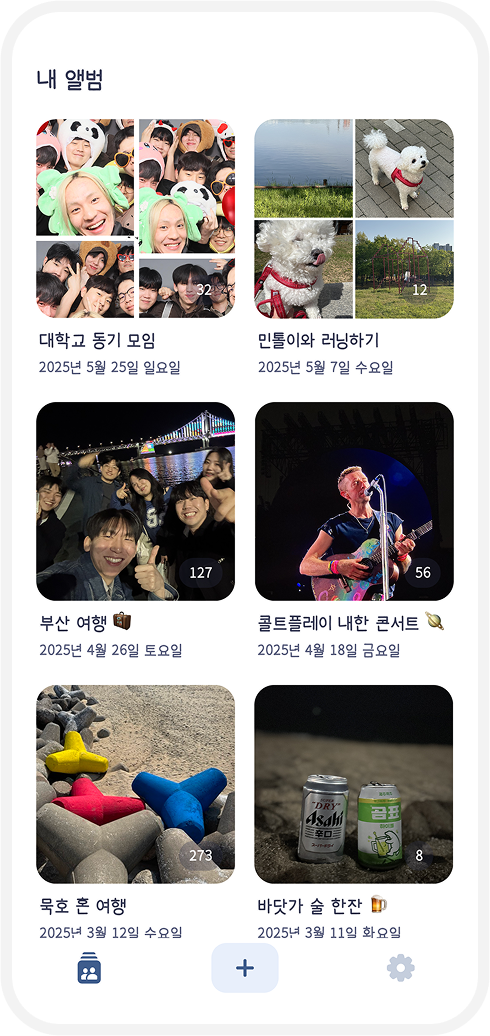 내 앨범
32
12
대학교 동기 모임
민톨이와 러닝하기
2025년 5월 25일 일요일
2025년 5월 7일 수요일
127
56
부산 여행 🧳
콜트플레이 내한 콘서트 🪐
2025년 4월 26일 토요일
2025년 4월 18일 금요일
"DRY"
Asahi
辛口
곰표
273
8
묵호 혼 여행
바닷가 술 한잔 🍺
2025년 3월 12일 수요일
2025년 3월 11일 화요일
+